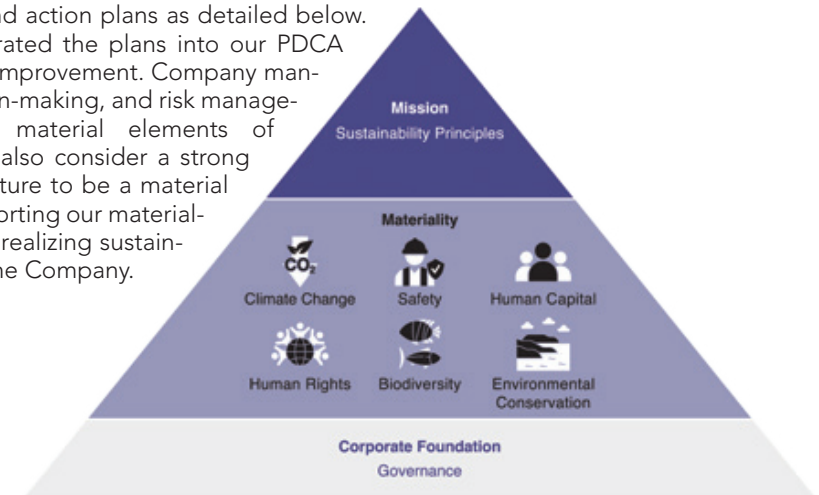 nd action plans as detailed below.
rated the plans into our PDCA
mprovement. Company man-
n-making, and risk manage-
material elements of
also consider a strong
ture to be a material
orting our material-
realizing sustain-
ne Company.
Mission
Sustainability Principles
Materiality
CO₂
Climate Change
Safety
Human Capital
Human Rights
Biodiversity
Environmental
Conservation
Corporate Foundation
Governance